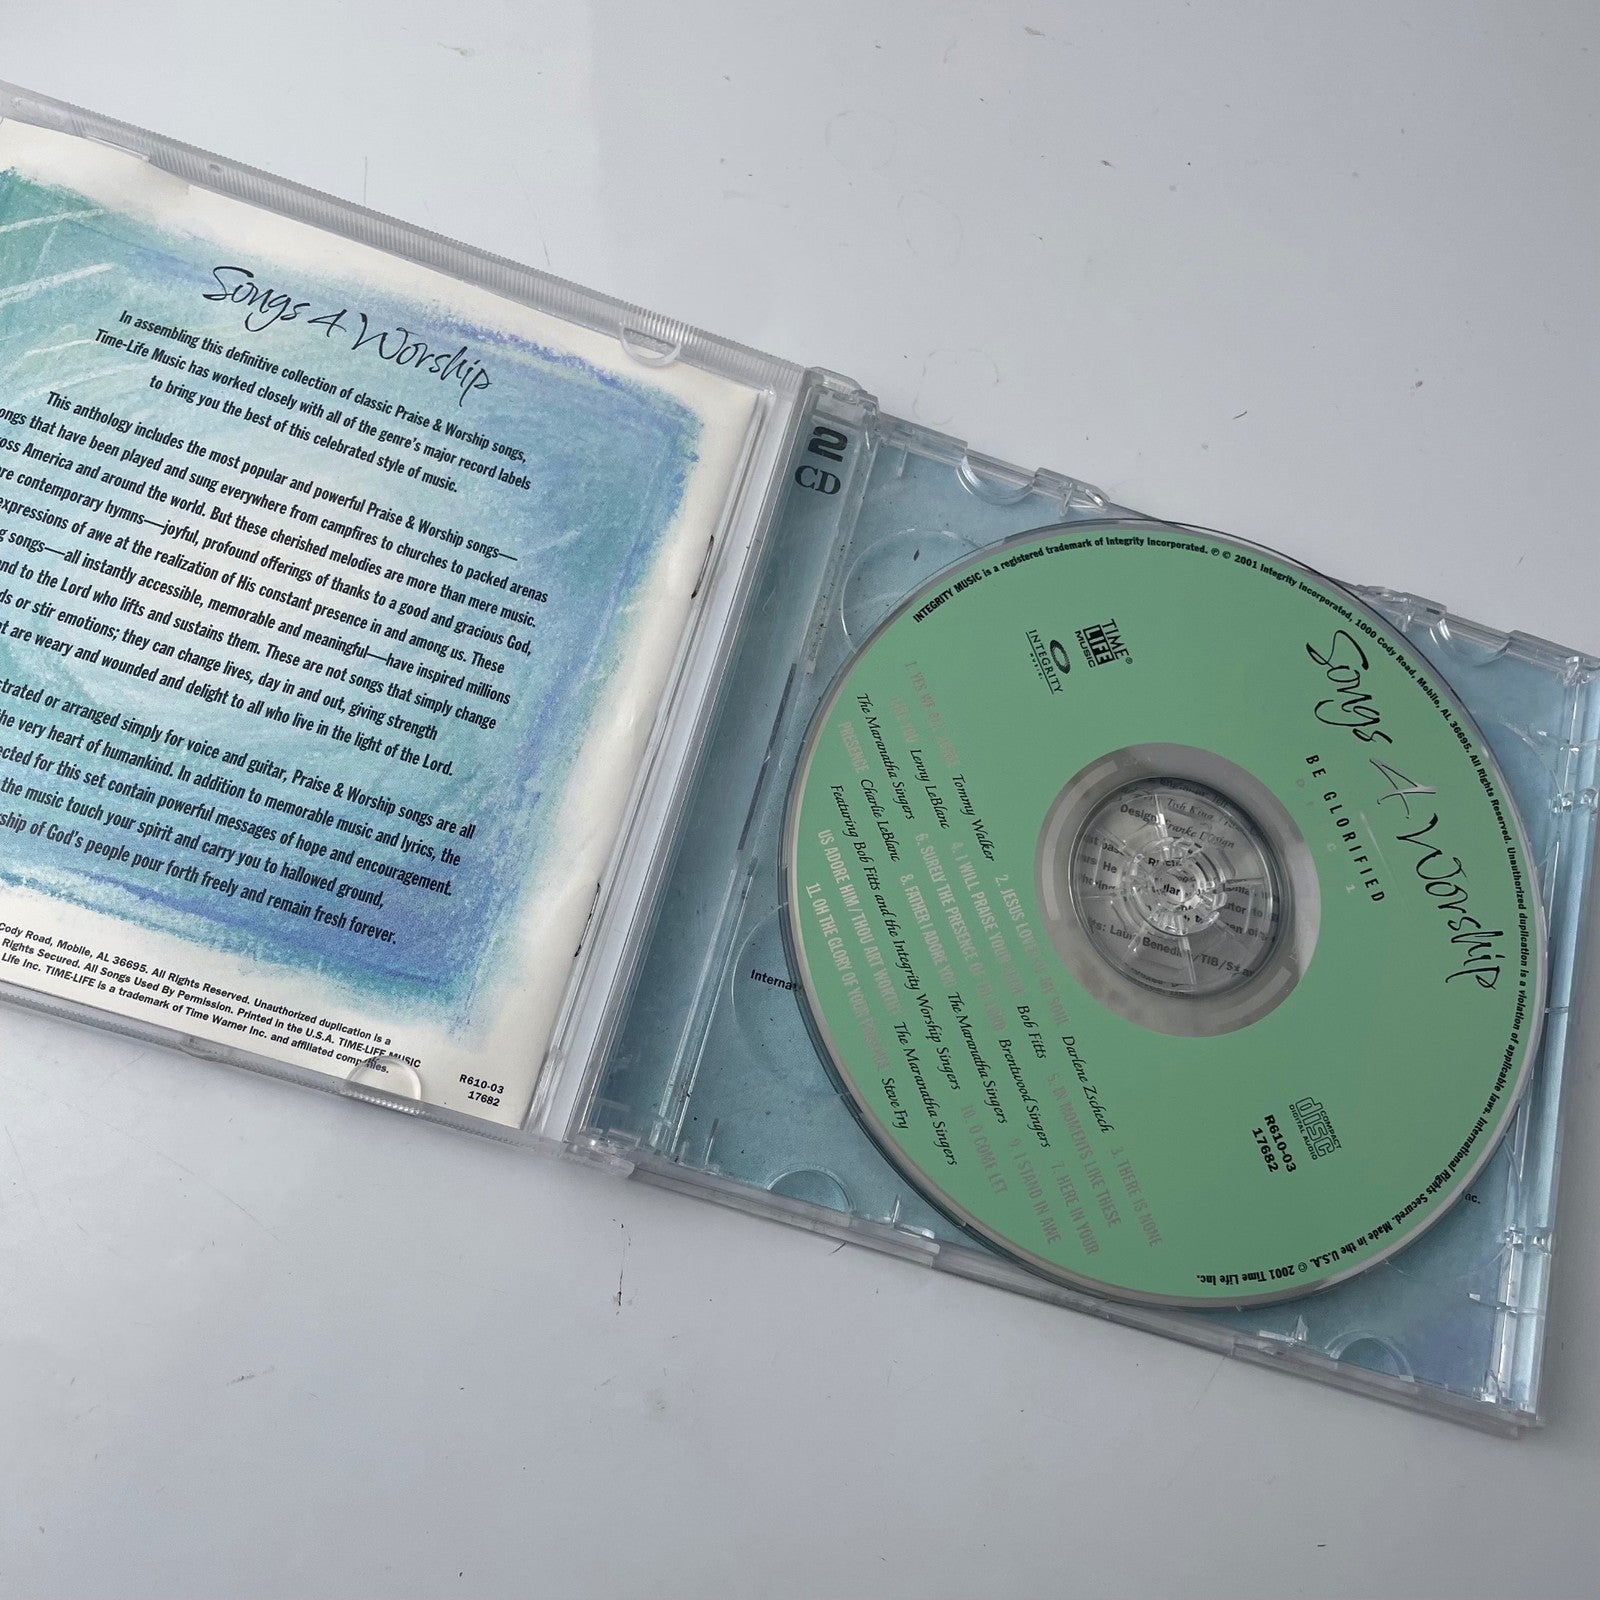 Songs 4 Worship
In assembling this definitive collection of classic Praise & Worship songs,
Time-Life Music has worked closely with all of the genre's major record labels
to bring you the best of this celebrated style of music.
This anthology includes the most popular and powerful Praise & Worship songs—
songs that have been played and sung everywhere from campfires to churches to packed arenas
across America and around the world. But these cherished melodies are more than mere music.
contemporary hymns—joyful, profound offerings of thanks to a good and gracious God,
expressions of awe at the realization of His constant presence in and among us. These
songs—all instantly accessible, memorable and meaningful—have inspired millions
to the Lord who lifts and sustains them. These are not songs that simply change
or stir emotions; they can change lives, day in and out, giving strength
are weary and wounded and delight to all who live in the light of the Lord.
or arranged simply for voice and guitar, Praise & Worship songs are all
the very heart of humankind. In addition to memorable music and lyrics, the
for this set contain powerful messages of hope and encouragement.
the music touch your spirit and carry you to hallowed ground,
of God's people pour forth freely and remain fresh forever.
Cody Road, Mobile, AL 36695. All Rights Reserved. Unauthorized duplication is a
Rights Secured. All Songs Used By Permission. Printed in the U.S.A. TIME-LIFE MUSIC
Life Inc. TIME-LIFE is a trademark of Time Warner Inc. and affiliated companies.
R610-03
17682
2
CD
INTEGRITY MUSIC is a registered trademark of Integrity Incorporated. ℗ © 2001 Integrity Incorporated, 1000 Cody Road, Mobile, AL 36695. All Rights Reserved. Unauthorized duplication is a violation of applicable laws. International Rights Secured. Made in the U.S.A. © 2001 Time Life Inc.
Songs 4 Worship
BE GLORIFIED
DISC 1
TIME
LIFE
MUSIC
INTEGRITY
MUSIC
COMPACT
disc
DIGITAL AUDIO
R610-03
17682
Tommy Walker 2. JESUS LOVER OF MY SOUL Darlene Zschech 3. THERE IS NONE
LIKE YOU Lenny LeBlanc 4. I WILL PRAISE YOUR Bob Fitts 5. IN MOMENTS LIKE THESE
The Maranatha Singers 6. SURELY THE PRESENCE OF Brentwood Singers 7. HERE IN YOUR
PRESENCE Charlie LeBlanc 8. FATHER I ADORE YOU The Maranatha Singers 9. I STAND IN AWE
Featuring Bob Fitts and the Integrity Worship Singers 10. O COME LET
US ADORE HIM / THOU ART WORTHY The Maranatha Singers
11. OH THE GLORY OF YOUR PRESENCE Steve Fry